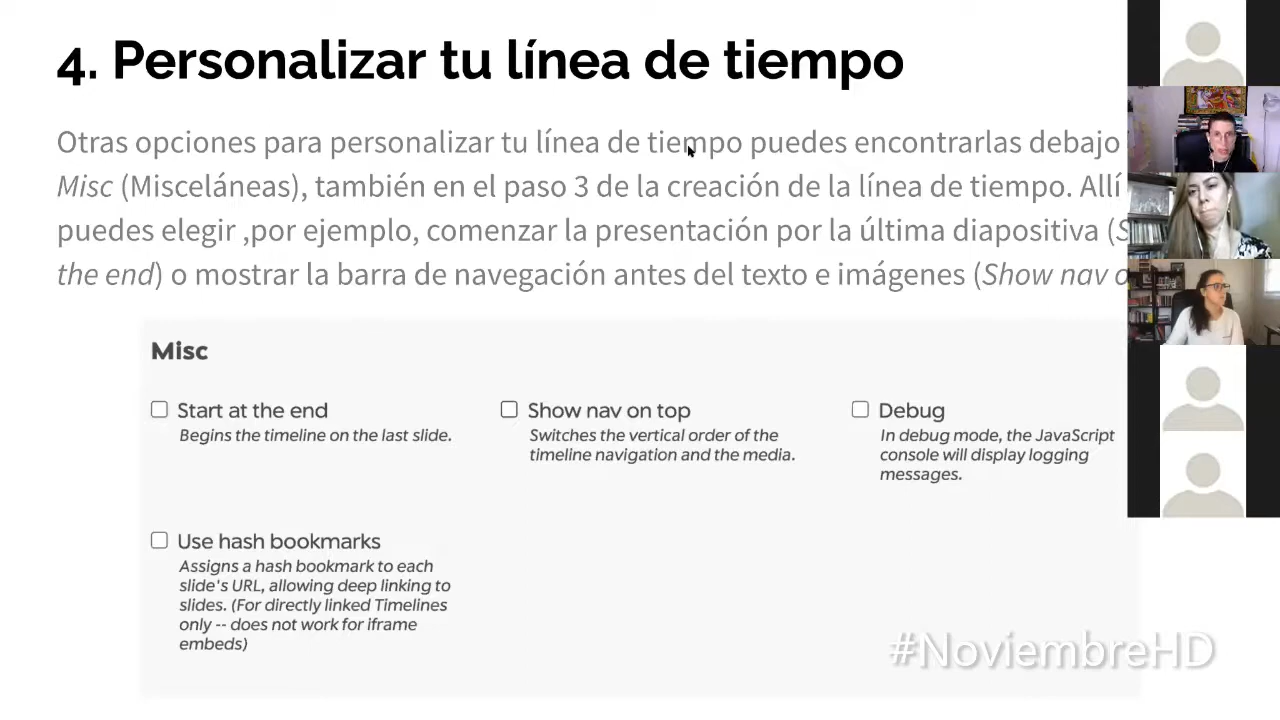 4. Personalizar tu línea de tiempo
Otras opciones para personalizar tu línea de tiempo puedes encontrarlas debajo
Misc (Misceláneas), también en el paso 3 de la creación de la línea de tiempo. Allí
puedes elegir ,por ejemplo, comenzar la presentación por la última diapositiva (
the end) o mostrar la barra de navegación antes del texto e imágenes (Show nav
Misc
Start at the end
Begins the timeline on the last slide.
Show nav on top
Switches the vertical order of the
timeline navigation and the media.
Debug
In debug mode, the JavaScript
console will display logging
messages.
Use hash bookmarks
Assigns a hash bookmark to each
slide's URL, allowing deep linking to
slides. (For directly linked Timelines
only -- does not work for iframe
embeds)
#NoviembreHD